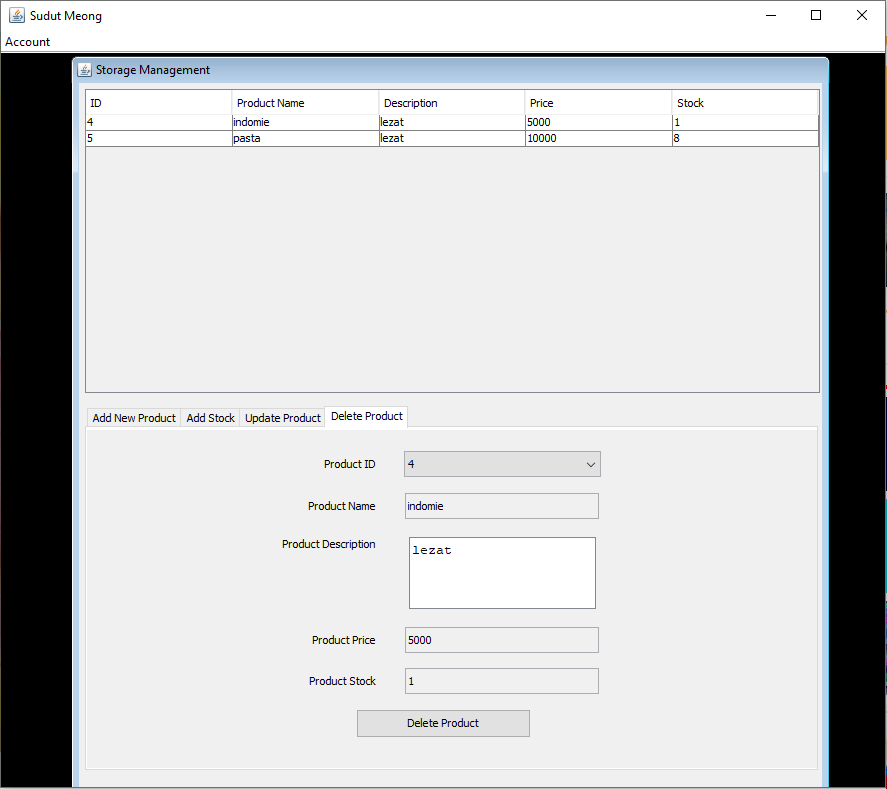 Sudut Meong
Account
Storage Management
ID Product Name Description Price Stock
4 indomie lezat 5000 1
5 pasta lezat 10000 8
Add New Product Add Stock Update Product Delete Product
Product ID 4
Product Name indomie
Product Description lezat
Product Price 5000
Product Stock 1
Delete Product